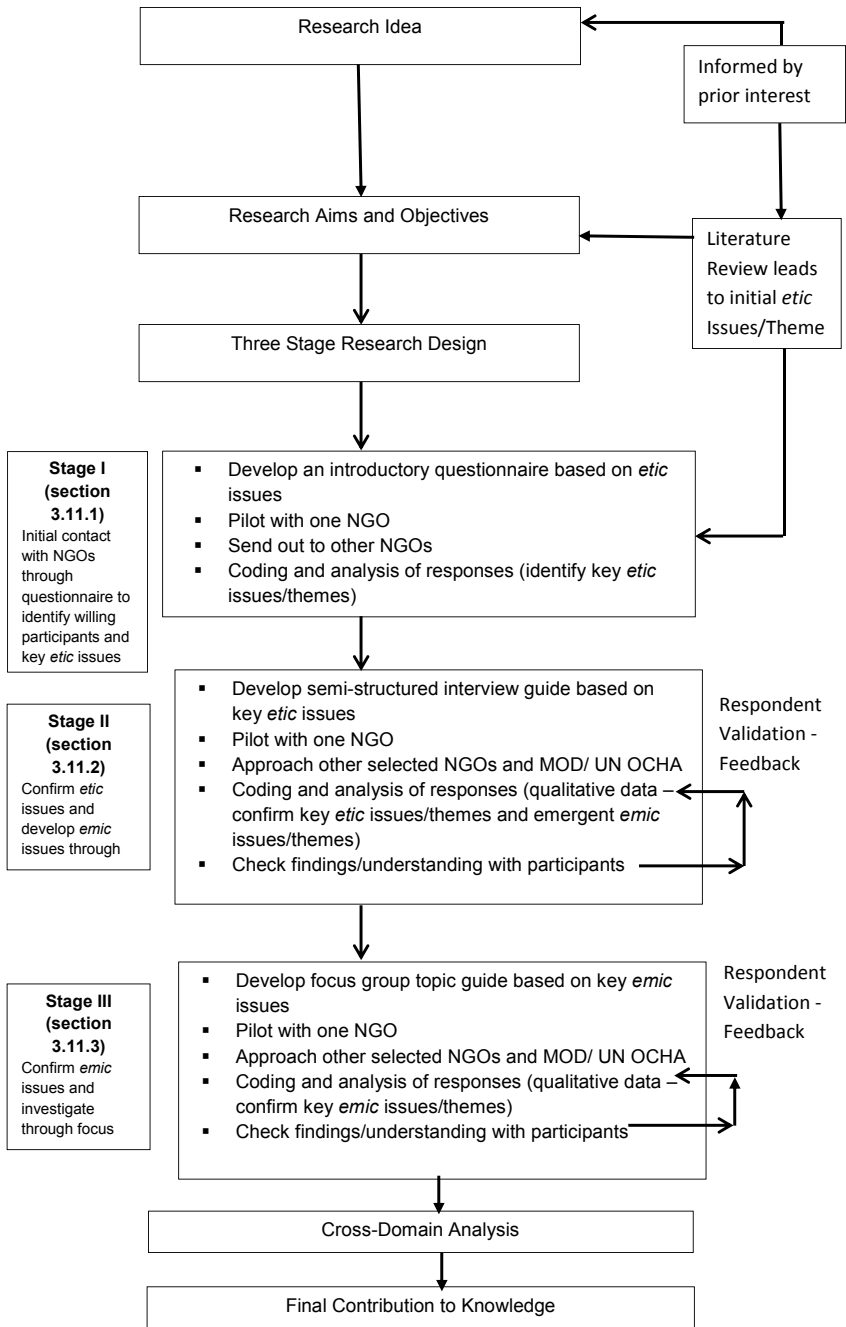 Research Idea
Informed by
prior interest
Research Aims and Objectives
Literature
Review leads
to initial etic
Issues/Theme
Three Stage Research Design
Stage I
(section
3.11.1)
Initial contact
with NGOs
through
questionnaire to
identify willing
participants and
key etic issues
▪ Develop an introductory questionnaire based on etic
issues
▪ Pilot with one NGO
▪ Send out to other NGOs
▪ Coding and analysis of responses (identify key etic
issues/themes)
Stage II
(section
3.11.2)
Confirm etic
issues and
develop emic
issues through
▪ Develop semi-structured interview guide based on
key etic issues
▪ Pilot with one NGO
▪ Approach other selected NGOs and MOD/ UN OCHA
▪ Coding and analysis of responses (qualitative data –
confirm key etic issues/themes and emergent emic
issues/themes)
▪ Check findings/understanding with participants
Respondent
Validation -
Feedback
Stage III
(section
3.11.3)
Confirm emic
issues and
investigate
through focus
▪ Develop focus group topic guide based on key emic
issues
▪ Pilot with one NGO
▪ Approach other selected NGOs and MOD/ UN OCHA
▪ Coding and analysis of responses (qualitative data –
confirm key emic issues/themes)
▪ Check findings/understanding with participants
Respondent
Validation -
Feedback
Cross-Domain Analysis
Final Contribution to Knowledge